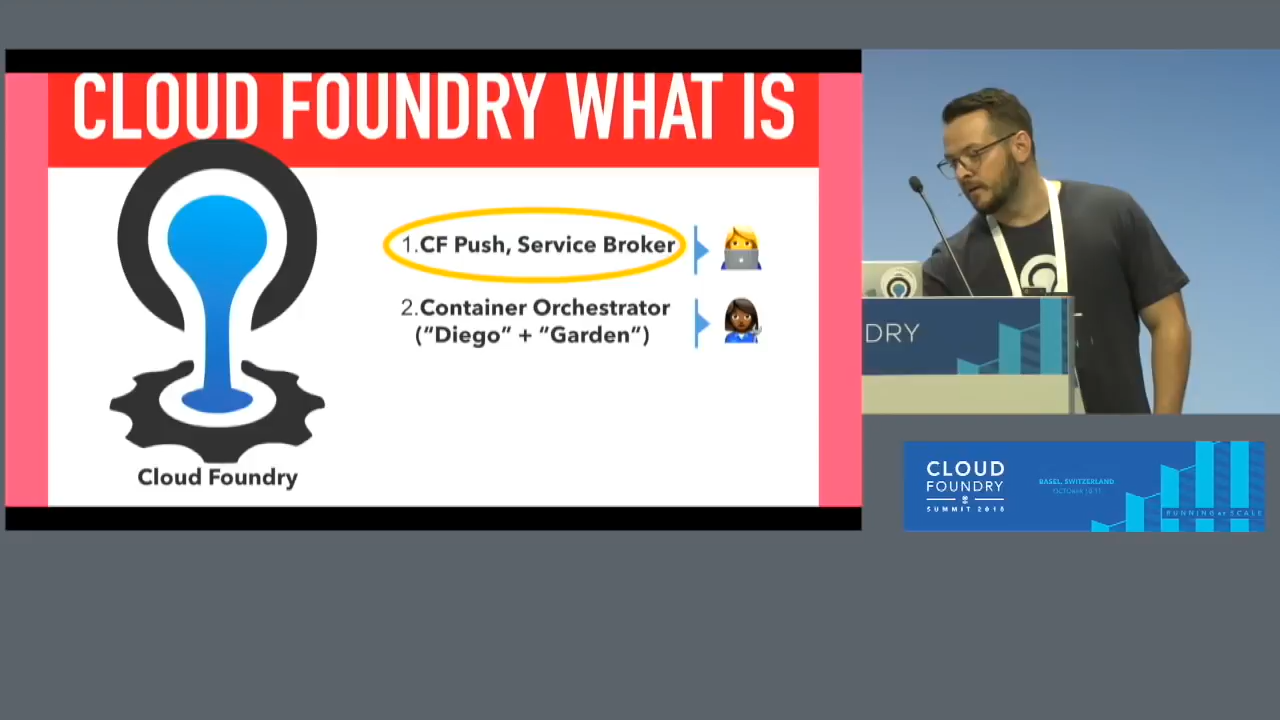 CLOUD FOUNDRY WHAT IS
1.CF Push, Service Broker
2.Container Orchestrator
("Diego" + "Garden")
Cloud Foundry
DRY
CLOUD
FOUNDRY
SUMMIT 2018
BASEL, SWITZERLAND
RUNNING AT SCALE